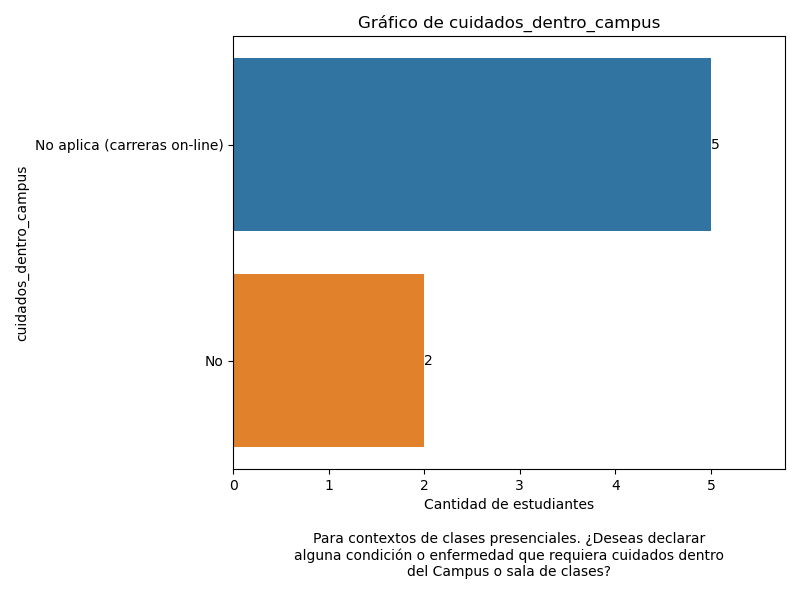 Gráfico de cuidados_dentro_campus
cuidados_dentro_campus
No aplica (carreras on-line)
5
No
2
0 1 2 3 4 5
Cantidad de estudiantes
Para contextos de clases presenciales. ¿Deseas declarar
alguna condición o enfermedad que requiera cuidados dentro
del Campus o sala de clases?